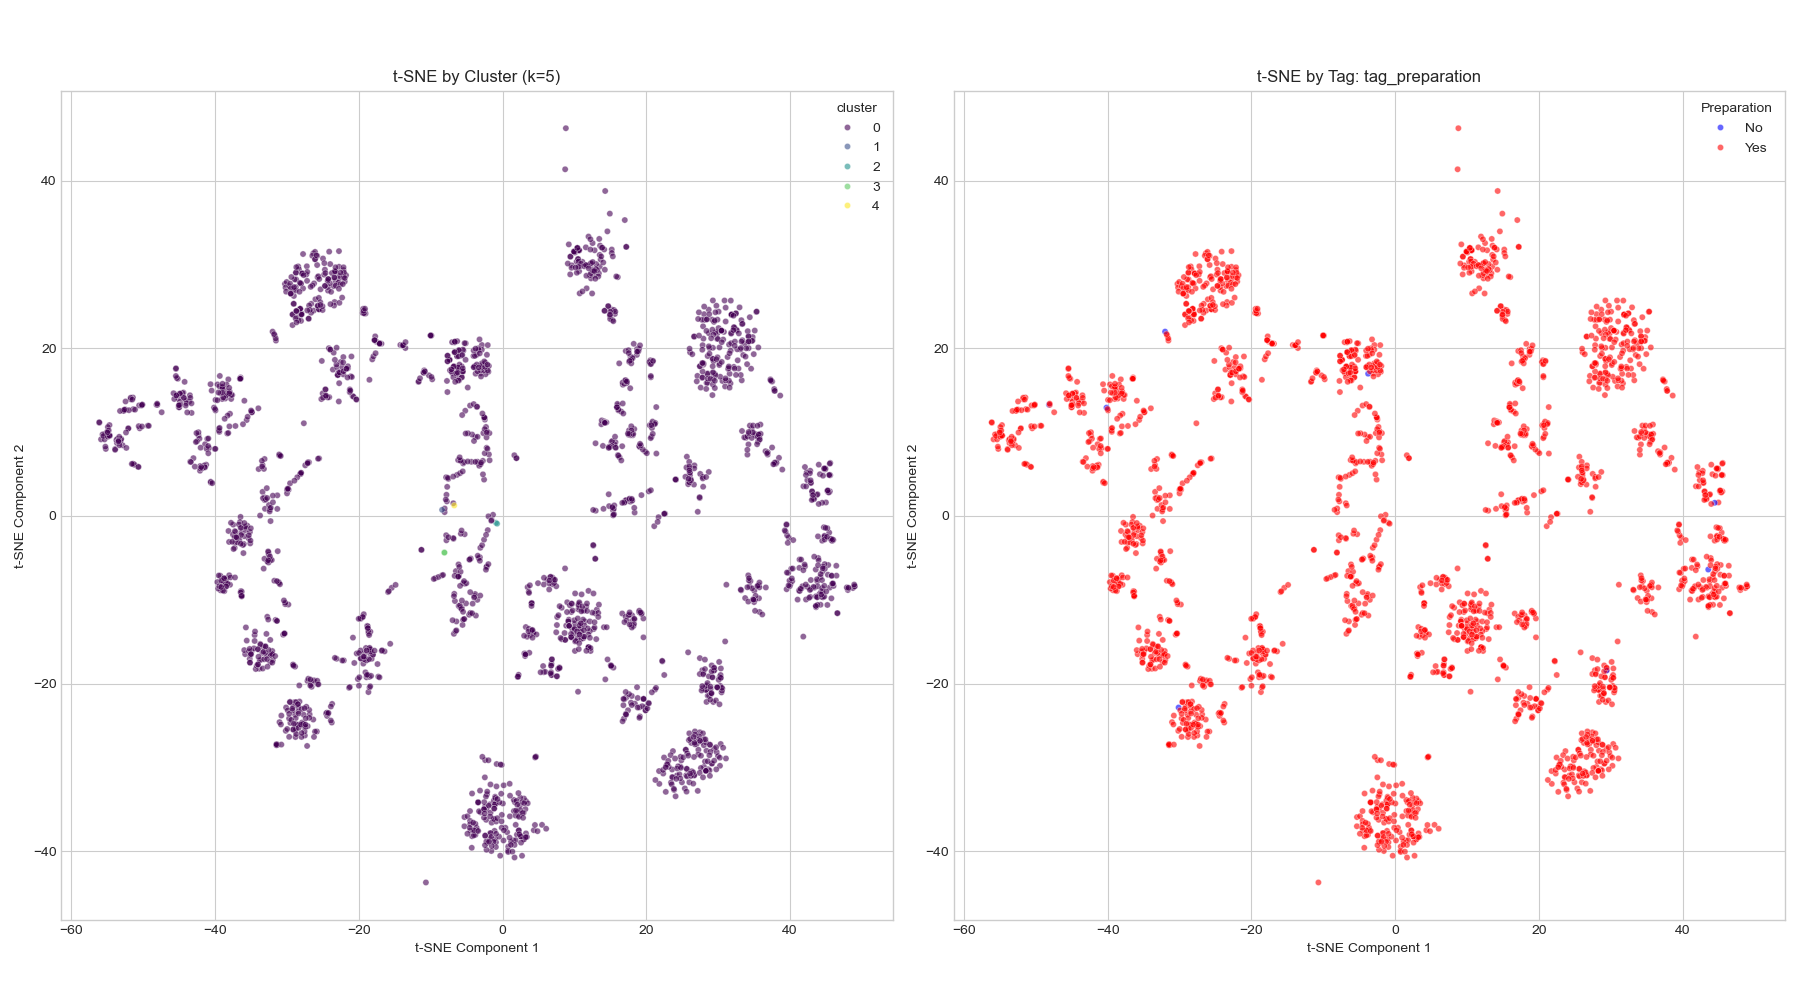 t-SNE by Cluster (k=5)
cluster
0
1
2
3
4
40
20
0
−20
−40
−60
−40
−20
0
20
40
t-SNE Component 1
t-SNE Component 2
t-SNE by Tag: tag_preparation
Preparation
No
Yes
40
20
0
−20
−40
−60
−40
−20
0
20
40
t-SNE Component 1
t-SNE Component 2